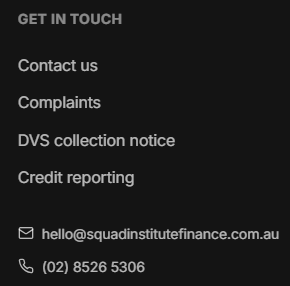 GET IN TOUCH
Contact us
Complaints
DVS collection notice
Credit reporting
hello@squadinstitutefinance.com.au
(02) 8526 5306